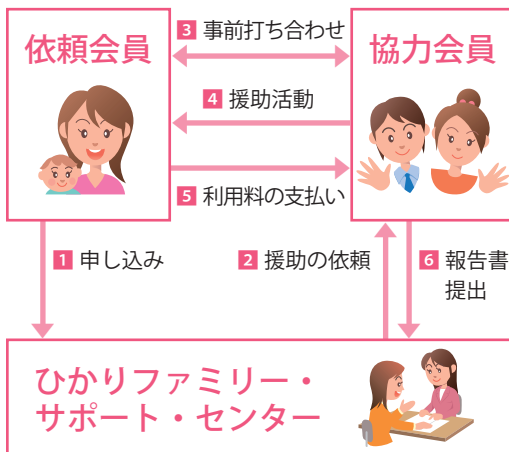 依頼会員
3 事前打ち合わせ
協力会員
4 援助活動
5 利用料の支払い
1 申し込み
2 援助の依頼
6 報告書
提出
ひかりファミリー・
サポート・センター